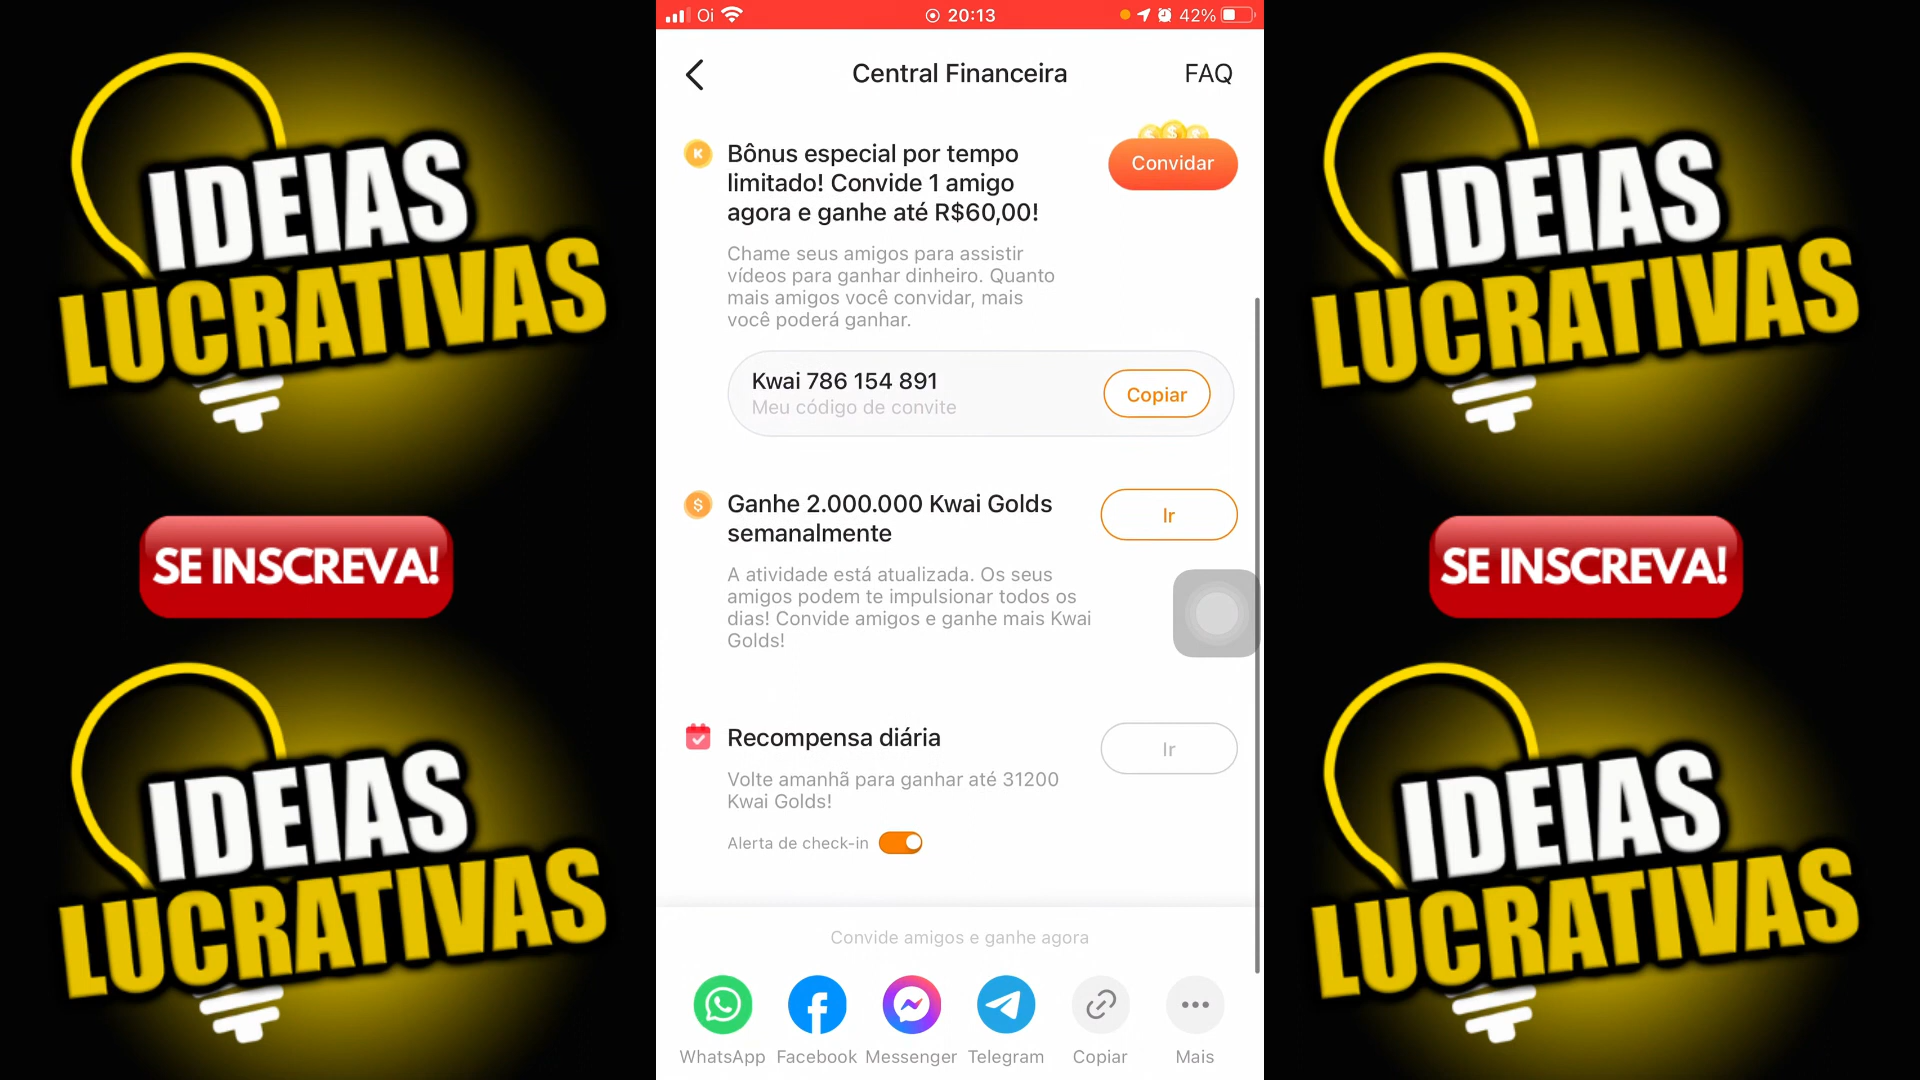 IDEIAS
LUCRATIVAS
SE INSCREVA!
IDEIAS
LUCRATIVAS
Oi
20:13
42%
Central Financeira
FAQ
Bônus especial por tempo
limitado! Convide 1 amigo
agora e ganhe até R$60,00!
Convidar
Chame seus amigos para assistir
vídeos para ganhar dinheiro. Quanto
mais amigos você convidar, mais
você poderá ganhar.
Kwai 786 154 891
Meu código de convite
Copiar
Ganhe 2.000.000 Kwai Golds
semanalmente
Ir
A atividade está atualizada. Os seus
amigos podem te impulsionar todos os
dias! Convide amigos e ganhe mais Kwai
Golds!
Recompensa diária
Ir
Volte amanhã para ganhar até 31200
Kwai Golds!
Alerta de check-in
Convide amigos e ganhe agora
WhatsApp
Facebook
Messenger
Telegram
Copiar
Mais
IDEIAS
LUCRATIVAS
SE INSCREVA!
IDEIAS
LUCRATIVAS